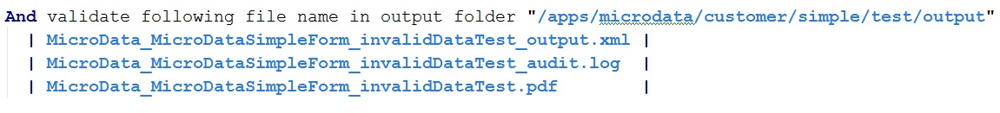 And validate following file name in output folder "/apps/microdata/customer/simple/test/output"
| MicroData_MicroDataSimpleForm_invalidDataTest_output.xml |
| MicroData_MicroDataSimpleForm_invalidDataTest_audit.log |
| MicroData_MicroDataSimpleForm_invalidDataTest.pdf |